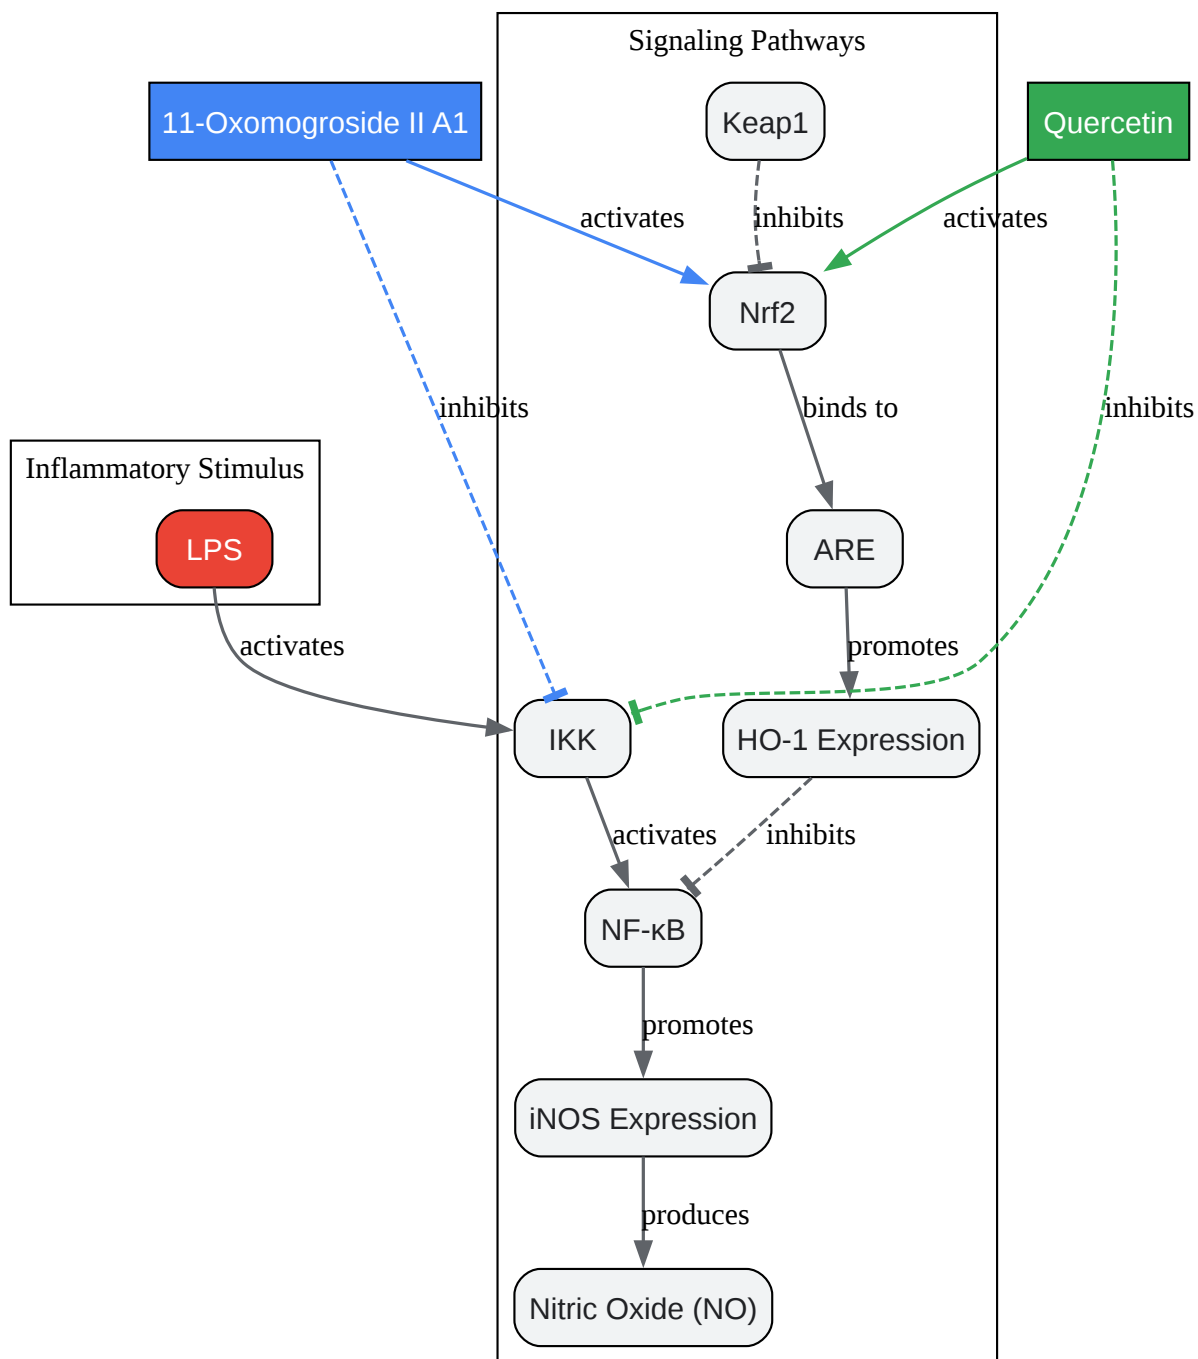 Signaling Pathways
11-Oxomogroside II A1
Keap1
Quercetin
activates
inhibits
activates
Nrf2
inhibits
binds to
inhibits
Inflammatory Stimulus
LPS
ARE
activates
promotes
IKK
HO-1 Expression
activates
inhibits
NF-κB
promotes
iNOS Expression
produces
Nitric Oxide (NO)